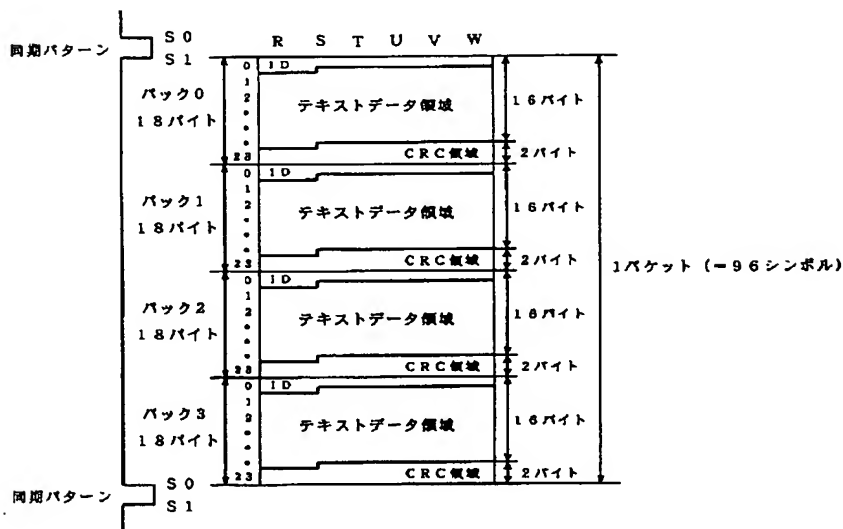 S0
同期パターン
S1
R S T U V W
0 ID
1
2
パック0
18バイト
テキストデータ領域
16バイト
23
CRC領域
2バイト
0 ID
1
2
パック1
18バイト
テキストデータ領域
16バイト
23
CRC領域
2バイト
1パケット(=96シンボル)
0 ID
1
2
パック2
18バイト
テキストデータ領域
16バイト
23
CRC領域
2バイト
0 ID
1
2
パック3
18バイト
テキストデータ領域
16バイト
23
CRC領域
2バイト
S0
同期パターン
S1